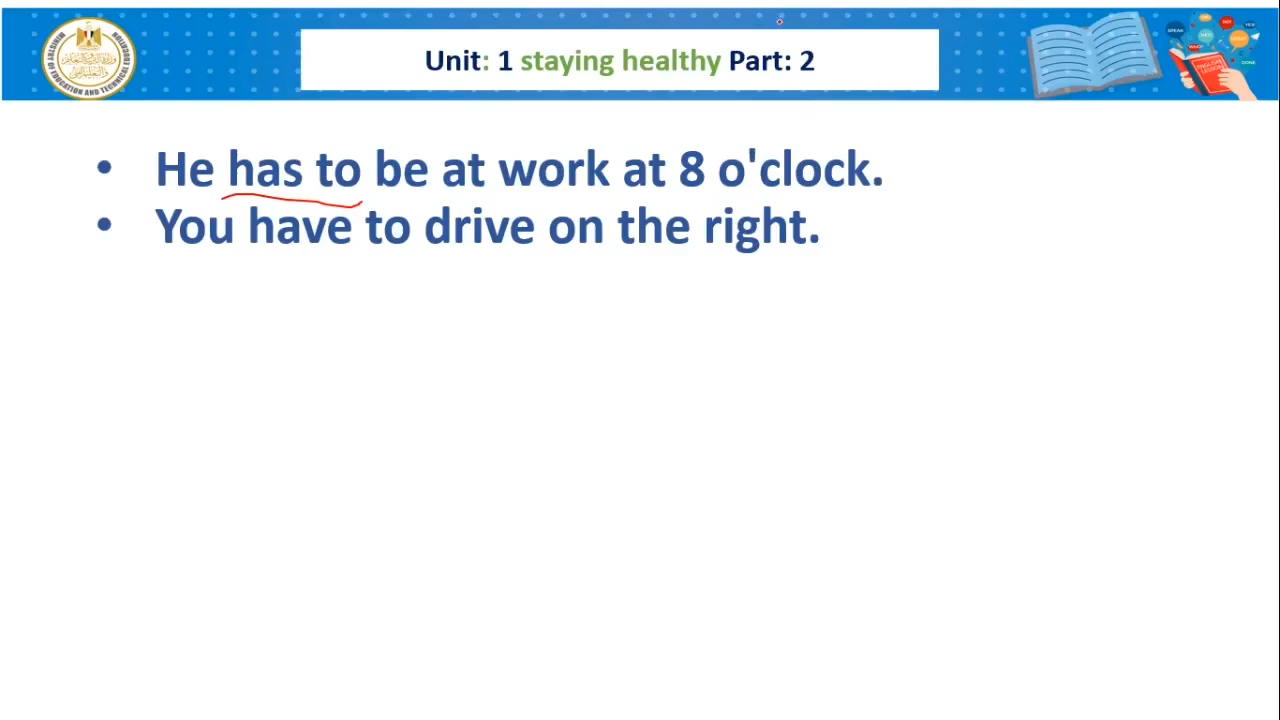 Unit: 1 staying healthy Part: 2
• He has to be at work at 8 o'clock.
• You have to drive on the right.